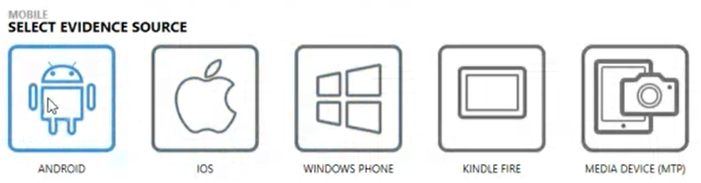 MOBILE
SELECT EVIDENCE SOURCE
ANDROID
IOS
WINDOWS PHONE
KINDLE FIRE
MEDIA DEVICE (MTP)